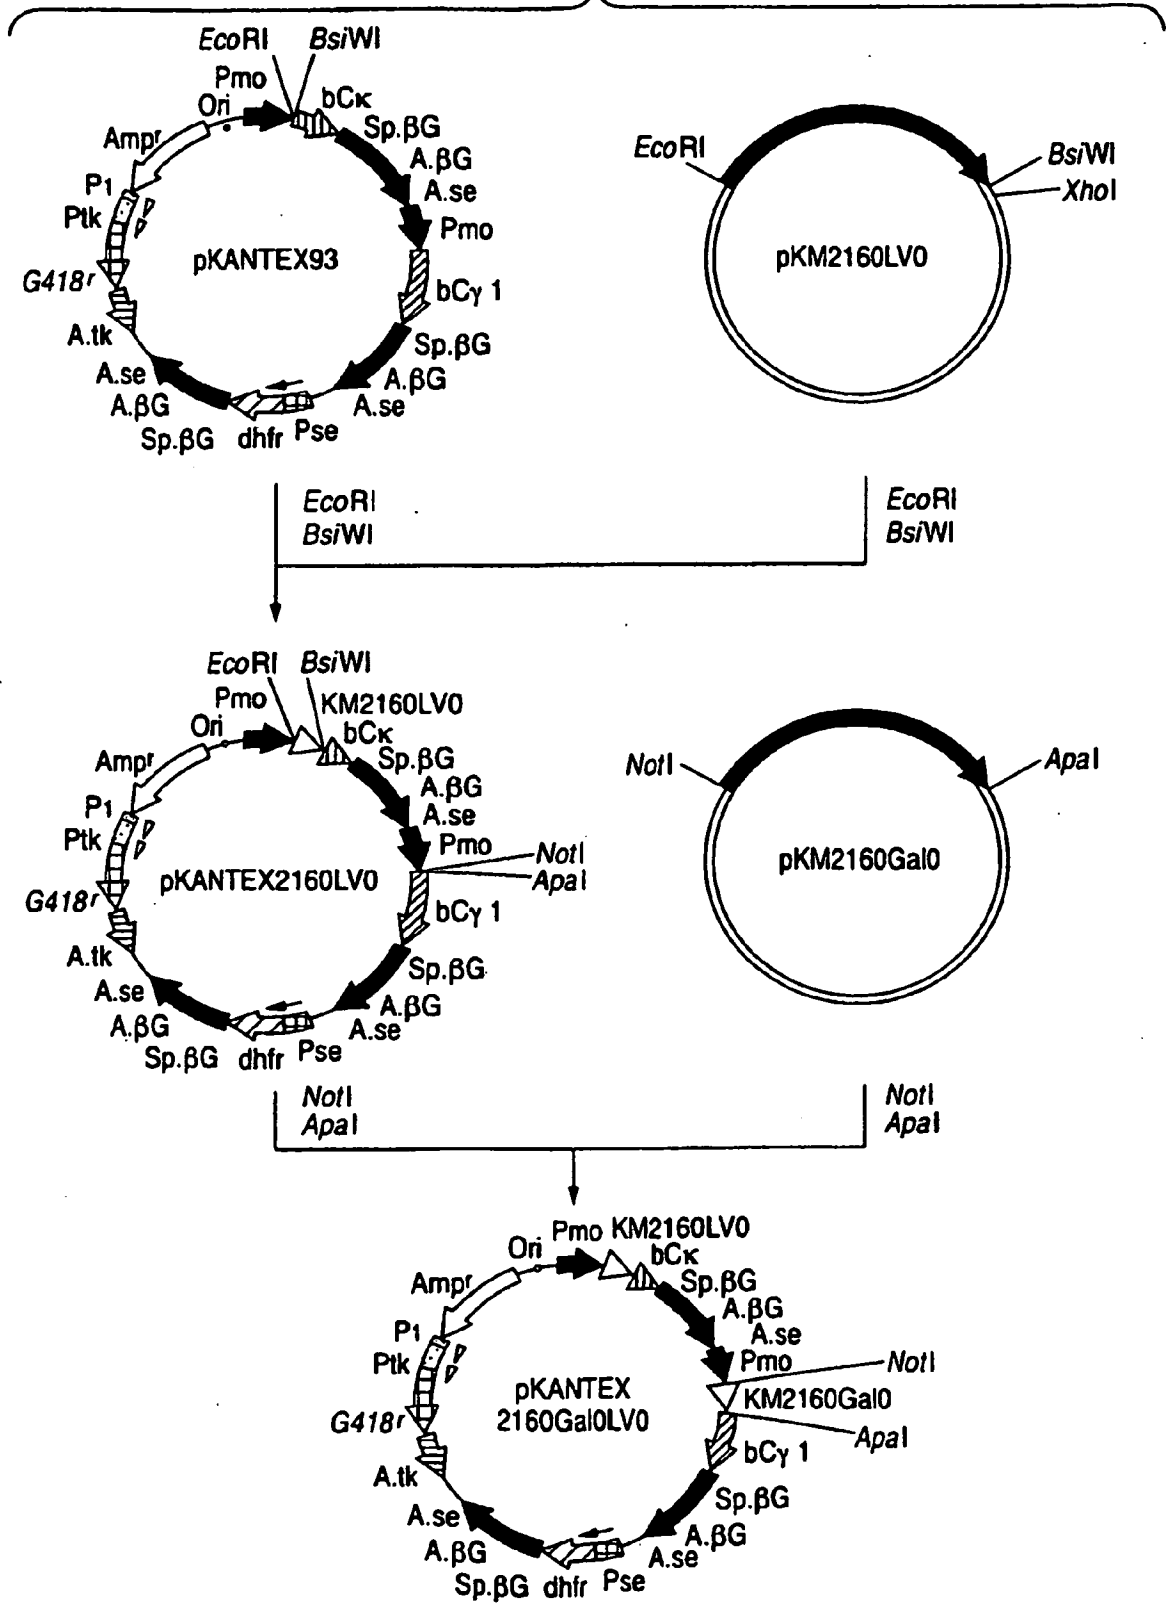 EcoRI BsiWI
Pmo
Ori
bCκ
Ampr
Sp.βG
A.βG
P1
A.se
Ptk
Pmo
pKANTEX93
G418r
bCγ 1
A.tk
Sp.βG
A.se
A.βG
A.βG
A.se
Sp.βG dhfr Pse
EcoRI
BsiWI
XhoI
pKM2160LV0
EcoRI
BsiWI
EcoRI
BsiWI
EcoRI BsiWI
Pmo
KM2160LV0
Ori
bCκ
Ampr
Sp.βG
A.βG
P1
A.se
Ptk
Pmo
NotI
ApaI
pKANTEX2160LV0
G418r
bCγ 1
A.tk
Sp.βG
A.se
A.βG
A.βG
A.se
Sp.βG dhfr Pse
NotI
ApaI
pKM2160Gal0
NotI
ApaI
NotI
ApaI
Pmo KM2160LV0
Ori
bCκ
Ampr
Sp.βG
A.βG
P1
A.se
Ptk
Pmo
NotI
pKANTEX
2160Gal0LV0
KM2160Gal0
G418r
ApaI
bCγ 1
A.tk
Sp.βG
A.se
A.βG
A.βG
A.se
Sp.βG dhfr Pse